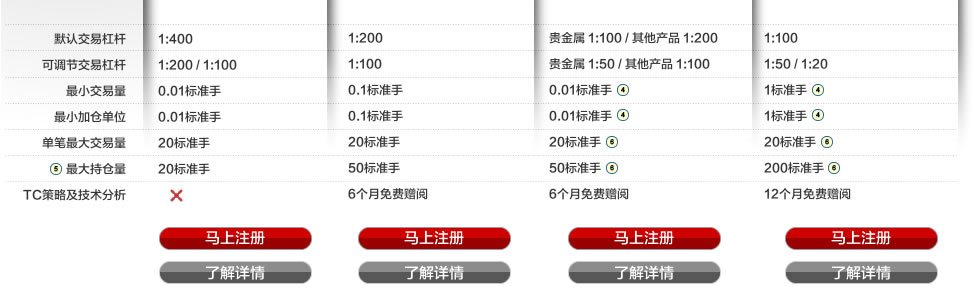 默认交易杠杆 1:400 1:200 贵金属 1:100 / 其他产品 1:200 1:100
可调节交易杠杆 1:200 / 1:100 1:100 贵金属 1:50 / 其他产品 1:100 1:50 / 1:20
最小交易量 0.01标准手 0.1标准手 0.01标准手 4 1标准手 4
最小加仓单位 0.01标准手 0.1标准手 0.01标准手 4 1标准手 4
单笔最大交易量 20标准手 20标准手 20标准手 6 20标准手 6
5 最大持仓量 20标准手 50标准手 50标准手 6 200标准手 6
TC策略及技术分析 6个月免费赠阅 6个月免费赠阅 12个月免费赠阅
马上注册 马上注册 马上注册 马上注册
了解详情 了解详情 了解详情 了解详情